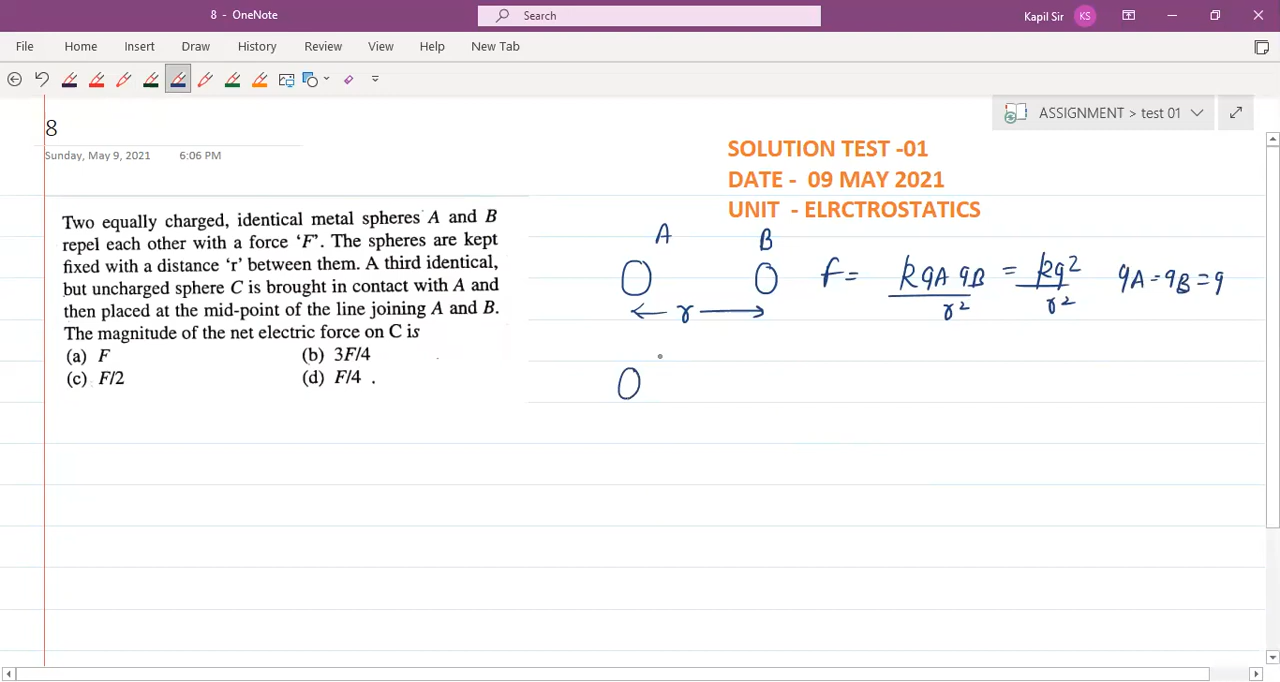 8 - OneNote
Search
Kapil Sir KS
File Home Insert Draw History Review View Help New Tab
ASSIGNMENT > test 01
8
Sunday, May 9, 2021 6:06 PM
SOLUTION TEST -01
DATE - 09 MAY 2021
UNIT - ELRCTROSTATICS
Two equally charged, identical metal spheres A and B
repel each other with a force 'F'. The spheres are kept
fixed with a distance 'r' between them. A third identical,
but uncharged sphere C is brought in contact with A and
then placed at the mid-point of the line joining A and B.
The magnitude of the net electric force on C is
(a) F (b) 3F/4
(c) F/2 (d) F/4 .
A B
f = kqA qB / r² = kq² / r² qA = qB = q
r